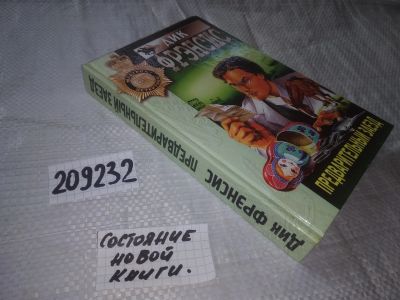 ДИК
ФРЭНСИС
ПРЕДВАРИТЕЛЬНЫЙ ЗАЕЗД
ДИК ФРЭНСИС ПРЕДВАРИТЕЛЬНЫЙ ЗАЕЗД
209232
СОСТОЯНИЕ
НОВОЙ
КНИГИ.